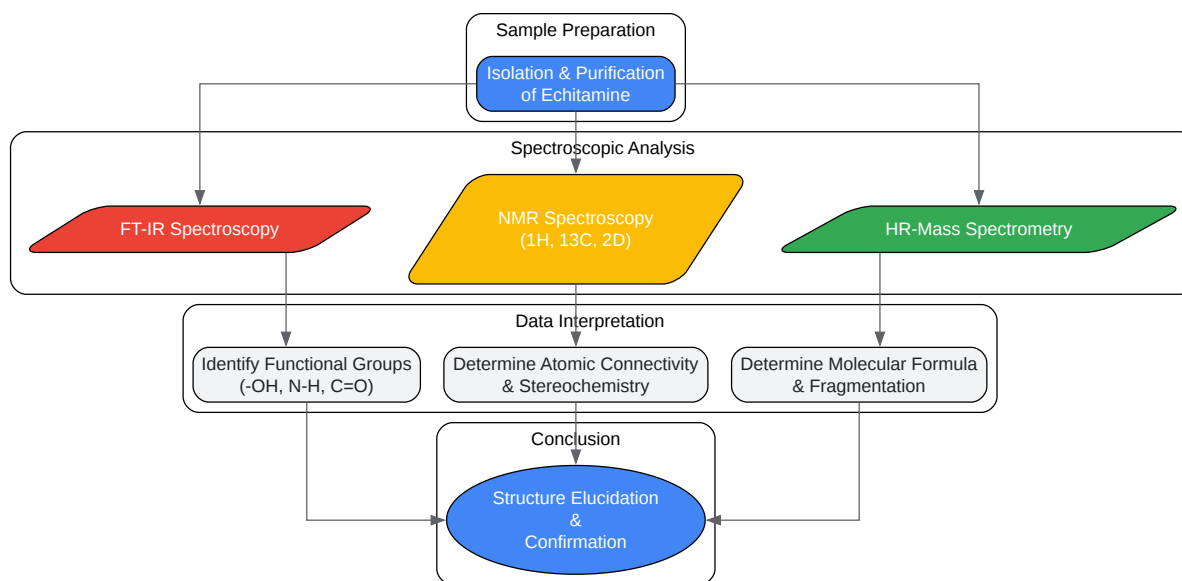 Sample Preparation
Isolation & Purification
of Echitamine
Spectroscopic Analysis
FT-IR Spectroscopy
NMR Spectroscopy
(1H, 13C, 2D)
HR-Mass Spectrometry
Data Interpretation
Identify Functional Groups
(-OH, N-H, C=O)
Determine Atomic Connectivity
& Stereochemistry
Determine Molecular Formula
& Fragmentation
Conclusion
Structure Elucidation
&
Confirmation